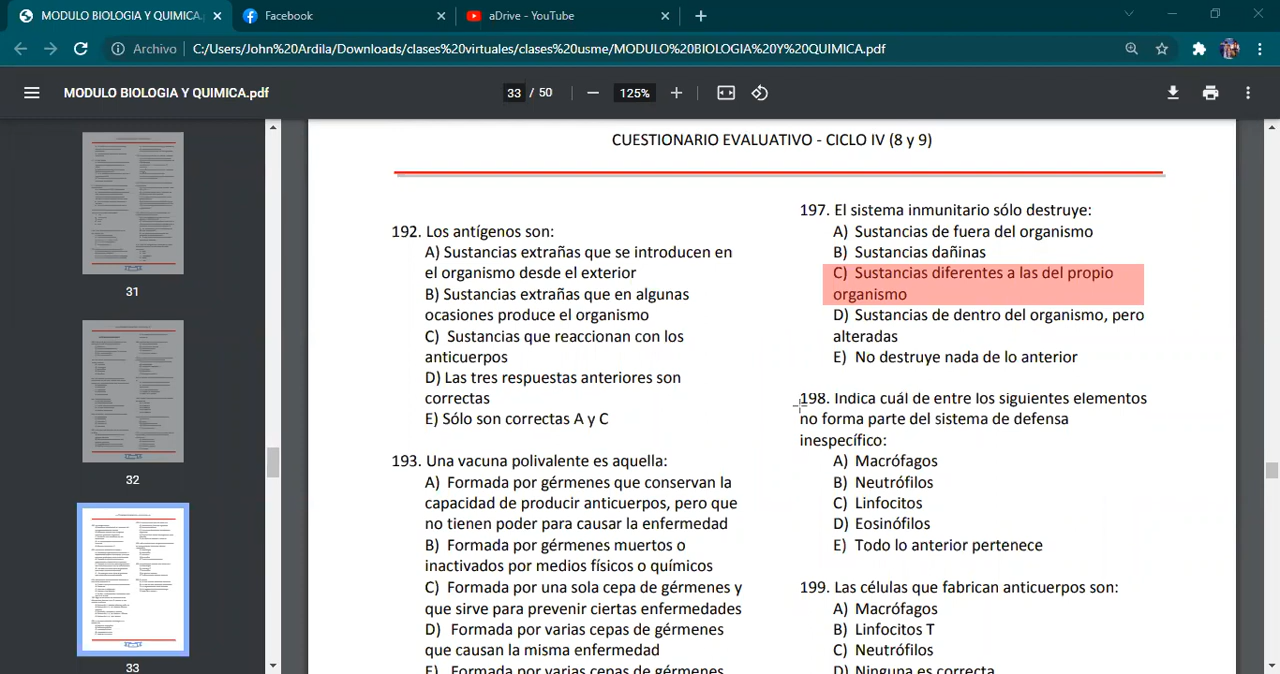 MODULO BIOLOGIA Y QUIMICA.p
Facebook
aDrive - YouTube
Archivo
C:/Users/John%20Ardila/Downloads/clases%20virtuales/clases%20usme/MODULO%20BIOLOGIA%20Y%20QUIMICA.pdf
MODULO BIOLOGIA Y QUIMICA.pdf
33 / 50
125%
31
32
33
CUESTIONARIO EVALUATIVO - CICLO IV (8 y 9)
192. Los antígenos son:
A) Sustancias extrañas que se introducen en
el organismo desde el exterior
B) Sustancias extrañas que en algunas
ocasiones produce el organismo
C) Sustancias que reaccionan con los
anticuerpos
D) Las tres respuestas anteriores son
correctas
E) Sólo son correctas A y C
193. Una vacuna polivalente es aquella:
A) Formada por gérmenes que conservan la
capacidad de producir anticuerpos, pero que
no tienen poder para causar la enfermedad
B) Formada por gérmenes muertos o
inactivados por medios físicos o químicos
C) Formada por una sola cepa de gérmenes y
que sirve para prevenir ciertas enfermedades
D) Formada por varias cepas de gérmenes
que causan la misma enfermedad
E) Formada por varias cepas de gérmenes
197. El sistema inmunitario sólo destruye:
A) Sustancias de fuera del organismo
B) Sustancias dañinas
C) Sustancias diferentes a las del propio
organismo
D) Sustancias de dentro del organismo, pero
alteradas
E) No destruye nada de lo anterior
198. Indica cuál de entre los siguientes elementos
no forma parte del sistema de defensa
inespecífico:
A) Macrófagos
B) Neutrófilos
C) Linfocitos
D) Eosinófilos
E) Todo lo anterior pertenece
199. Las células que fabrican anticuerpos son:
A) Macrófagos
B) Linfocitos T
C) Neutrófilos
D) Ninguna es correcta